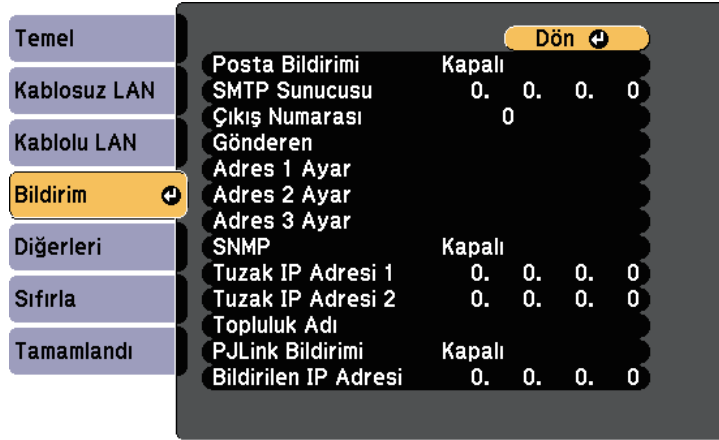 Temel
Kablosuz LAN
Kablolu LAN
Bildirim
Diğerleri
Sıfırla
Tamamlandı
Dön
Posta Bildirimi Kapalı
SMTP Sunucusu 0. 0. 0. 0
Çıkış Numarası 0
Gönderen
Adres 1 Ayar
Adres 2 Ayar
Adres 3 Ayar
SNMP Kapalı
Tuzak IP Adresi 1 0. 0. 0. 0
Tuzak IP Adresi 2 0. 0. 0. 0
Topluluk Adı
PJLink Bildirimi Kapalı
Bildirilen IP Adresi 0. 0. 0. 0